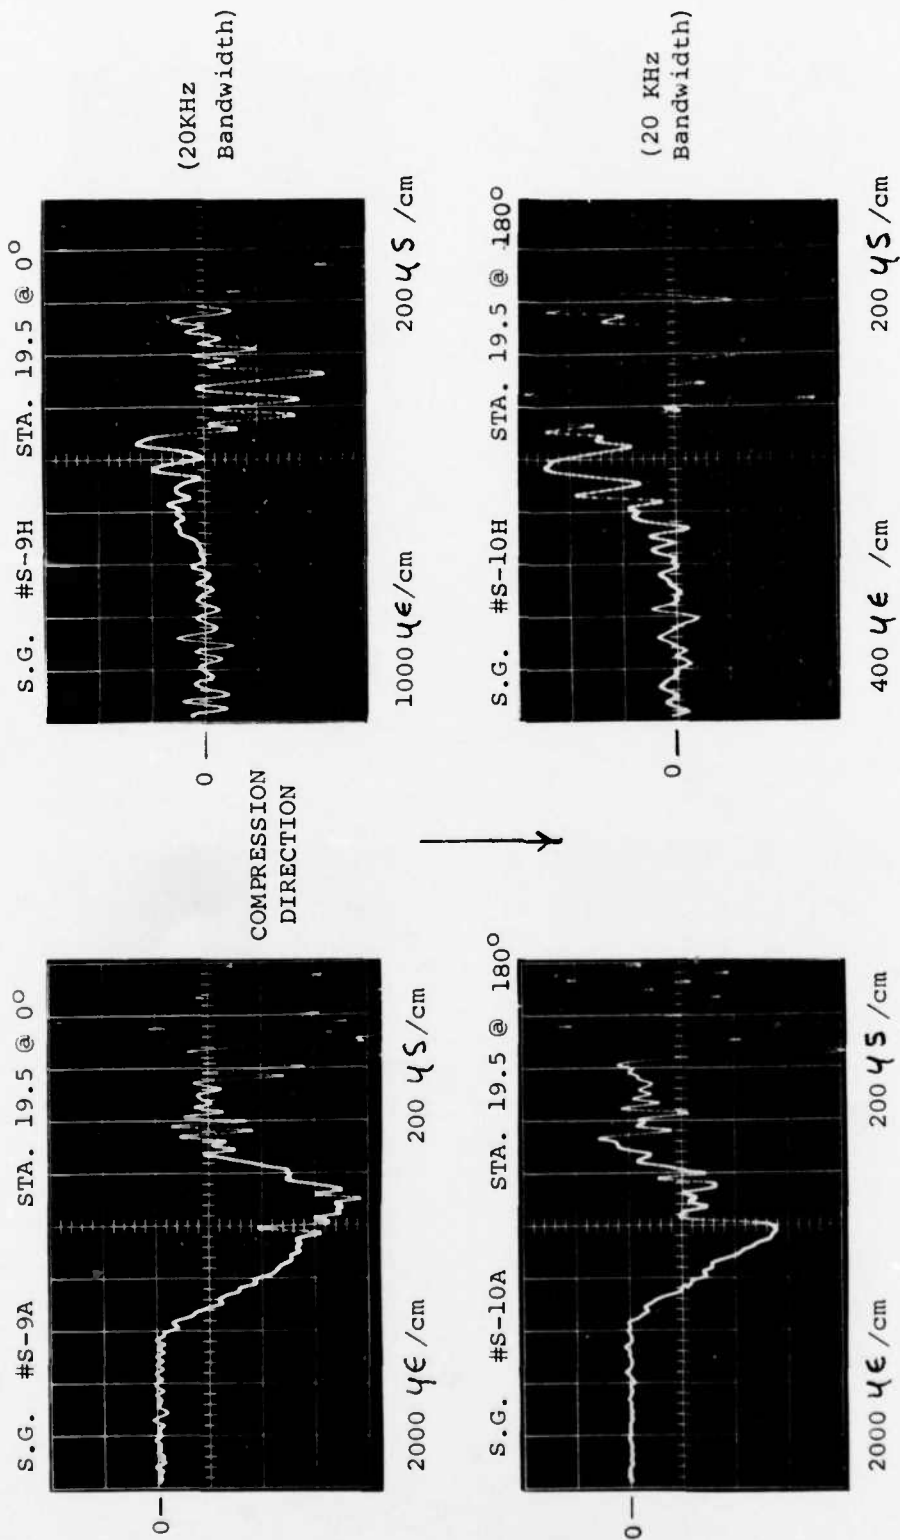 S.G. #S-9A STA. 19.5 @ 0°
0
2000 με/cm 200 μS/cm
COMPRESSION
DIRECTION
S.G. #S-9H STA. 19.5 @ 0°
0
(20KHz
Bandwidth)
1000 με/cm 200 μS/cm
S.G. #S-10A STA. 19.5 @ 180°
0
2000 με/cm 200 μS/cm
S.G. #S-10H STA. 19.5 @ 180°
0
(20 KHz
Bandwidth)
400 με/cm 200 μS/cm